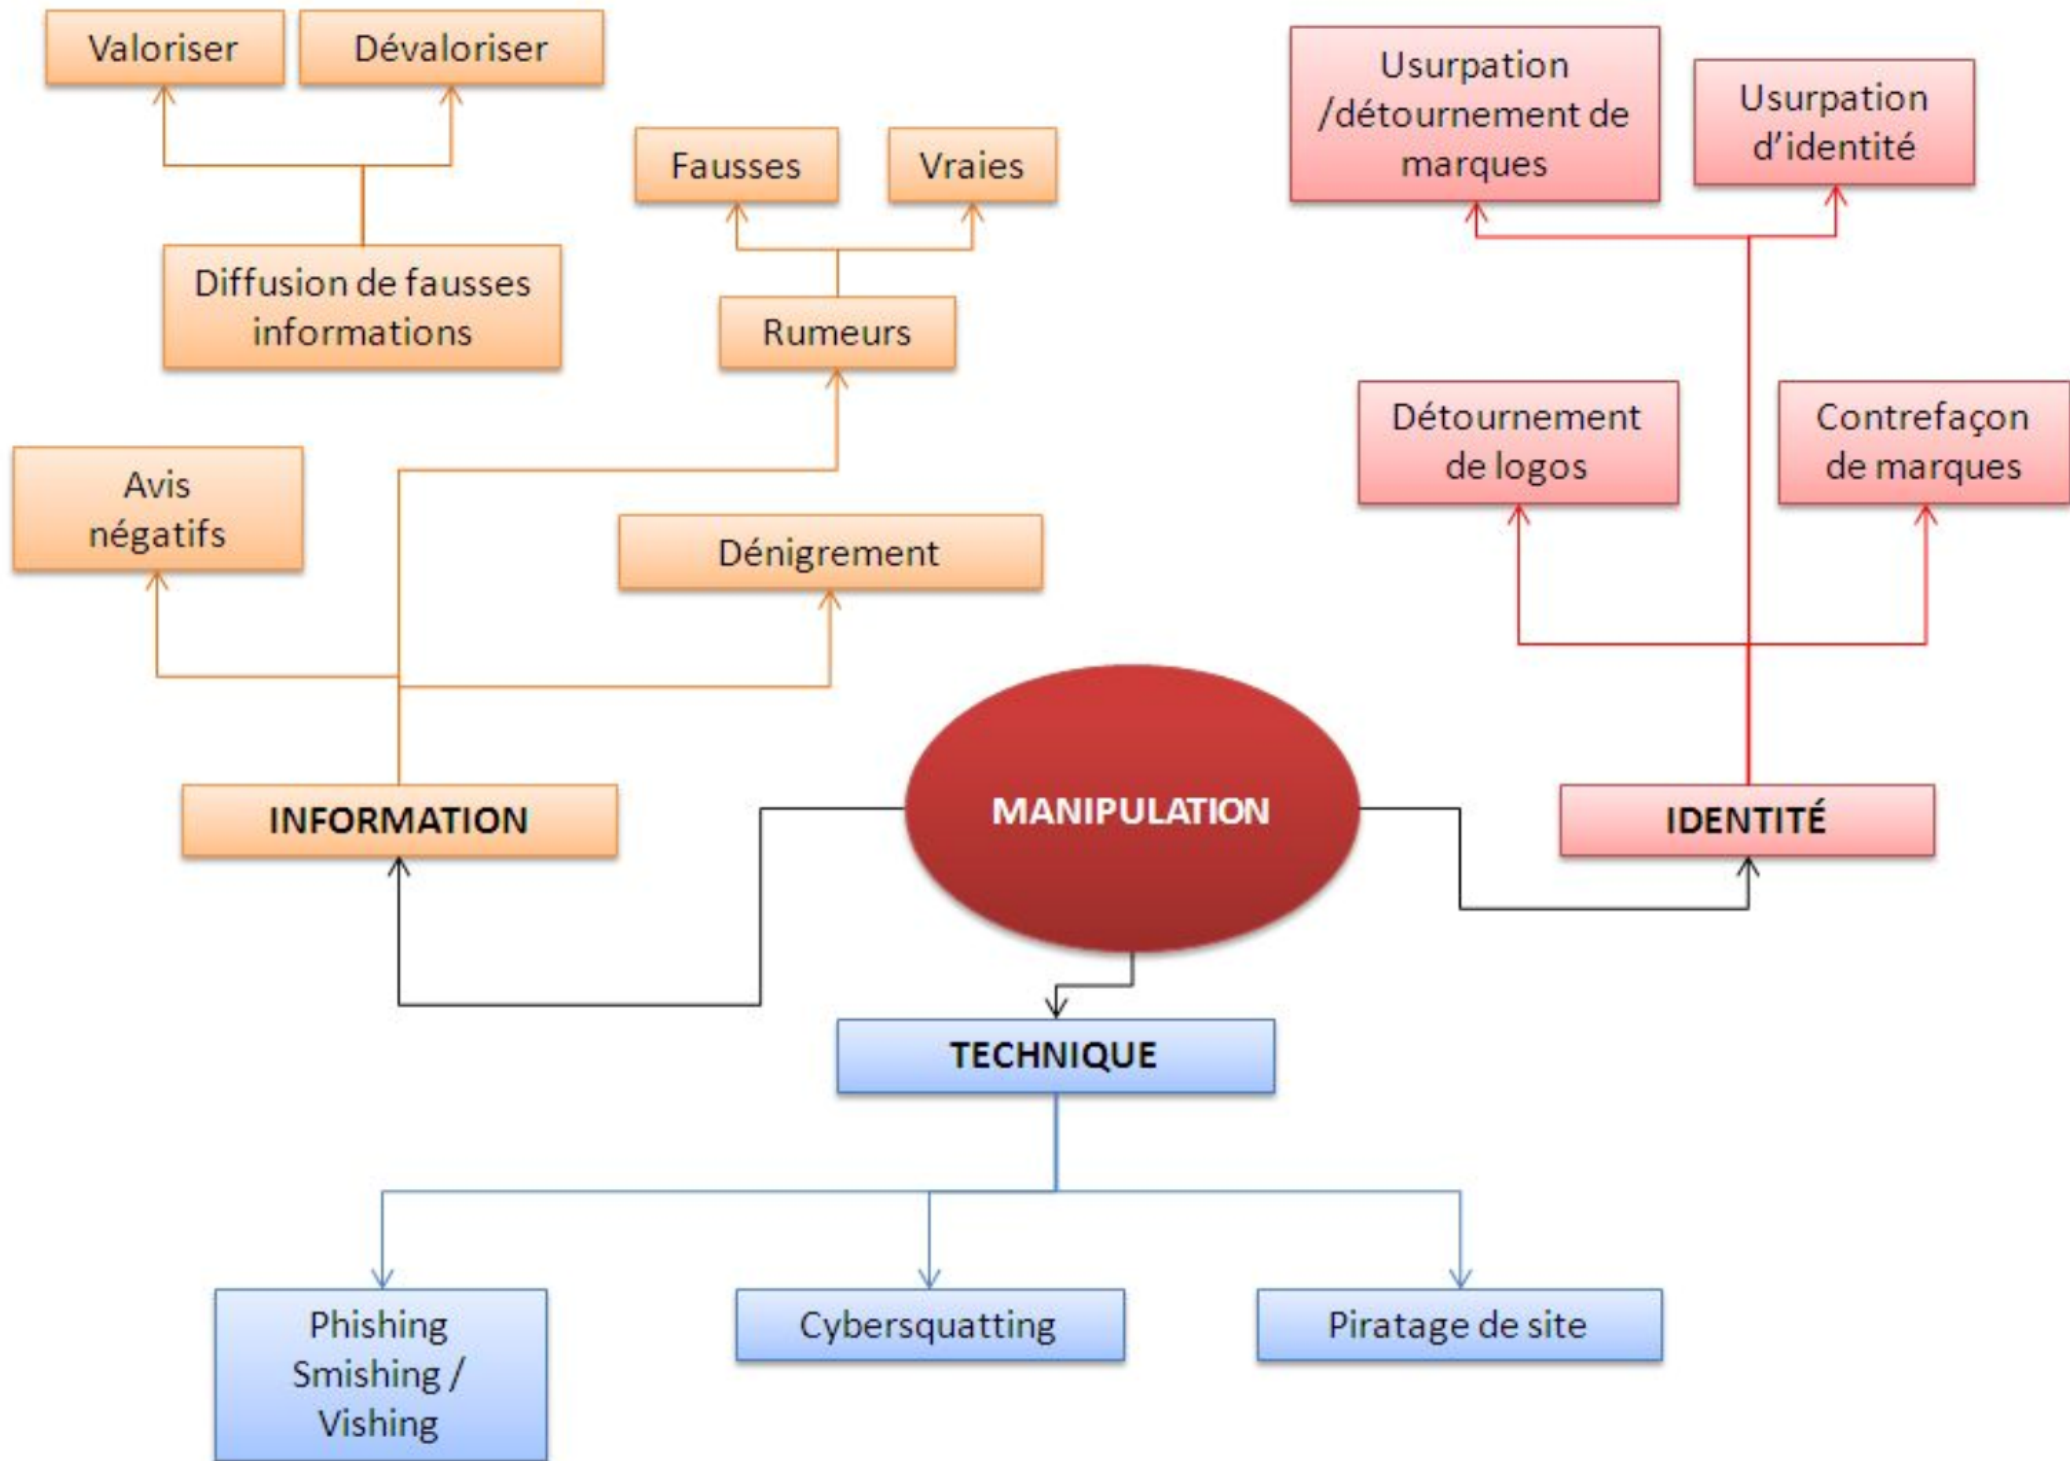 Valoriser
Dévaloriser
Fausses
Vraies
Diffusion de fausses
informations
Rumeurs
Avis
négatifs
Dénigrement
INFORMATION
Usurpation
/détournement de
marques
Usurpation
d'identité
Détournement
de logos
Contrefaçon
de marques
MANIPULATION
IDENTITÉ
TECHNIQUE
Phishing
Smishing /
Vishing
Cybersquatting
Piratage de site